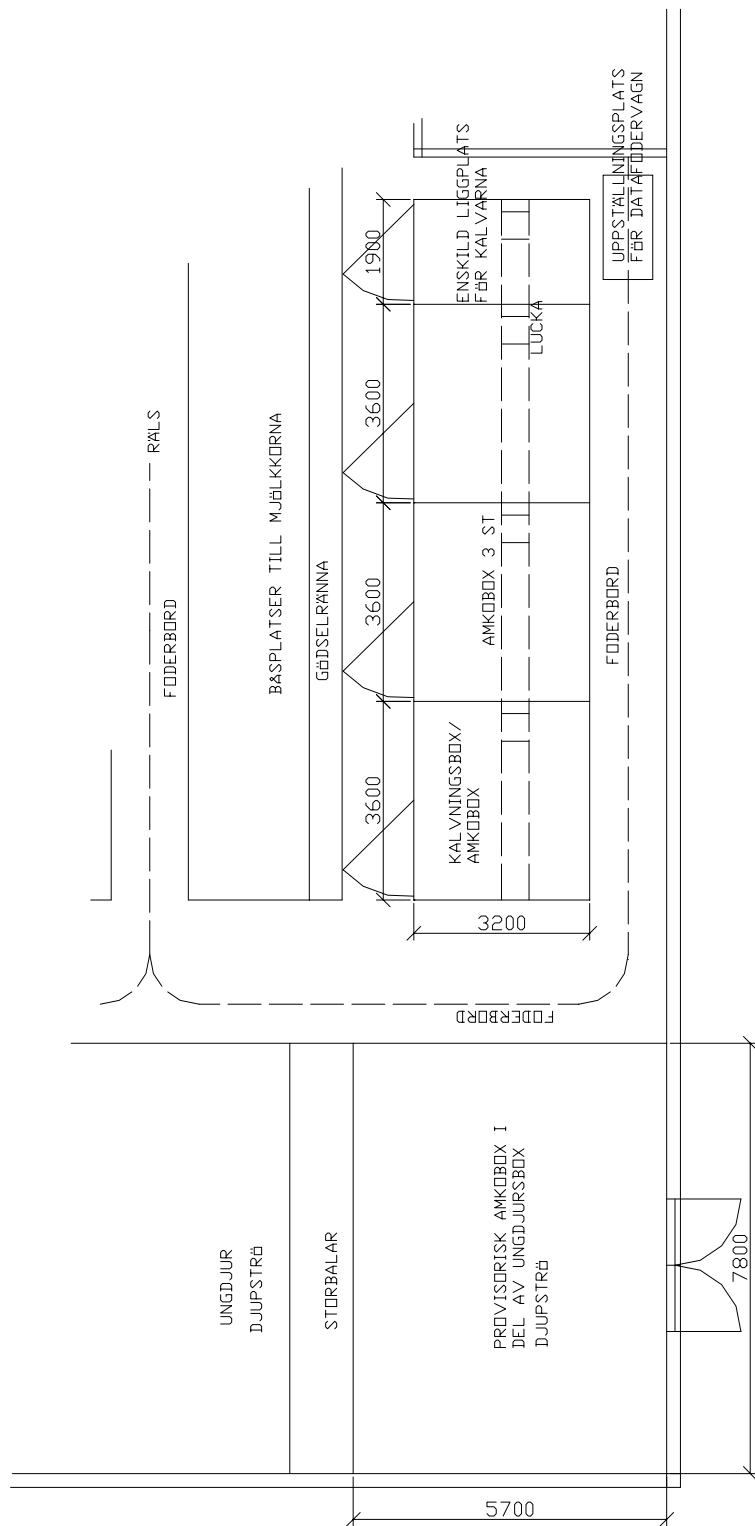 RÄLS
FODERBORD
BÅSPLATSER TILL MJÖLKKORNA
GÖDSELRÄNNA
1900
3600
3600
3600
ENSKILD LIGGPLATS
FÖR KALVARNA
LUCKA
AMKOBOX 3 ST
KALVNINGSBOX/
AMKOBOX
3200
UPPSTÄLLNINGSPLATS
FÖR DATAFODERVAGN
FODERBORD
FODERBORD
UNGDJUR
DJUPSTRÖ
STORBALAR
PROVISORISK AMKOBOX I
DEL AV UNGDJURSBOX
DJUPSTRÖ
7800
5700